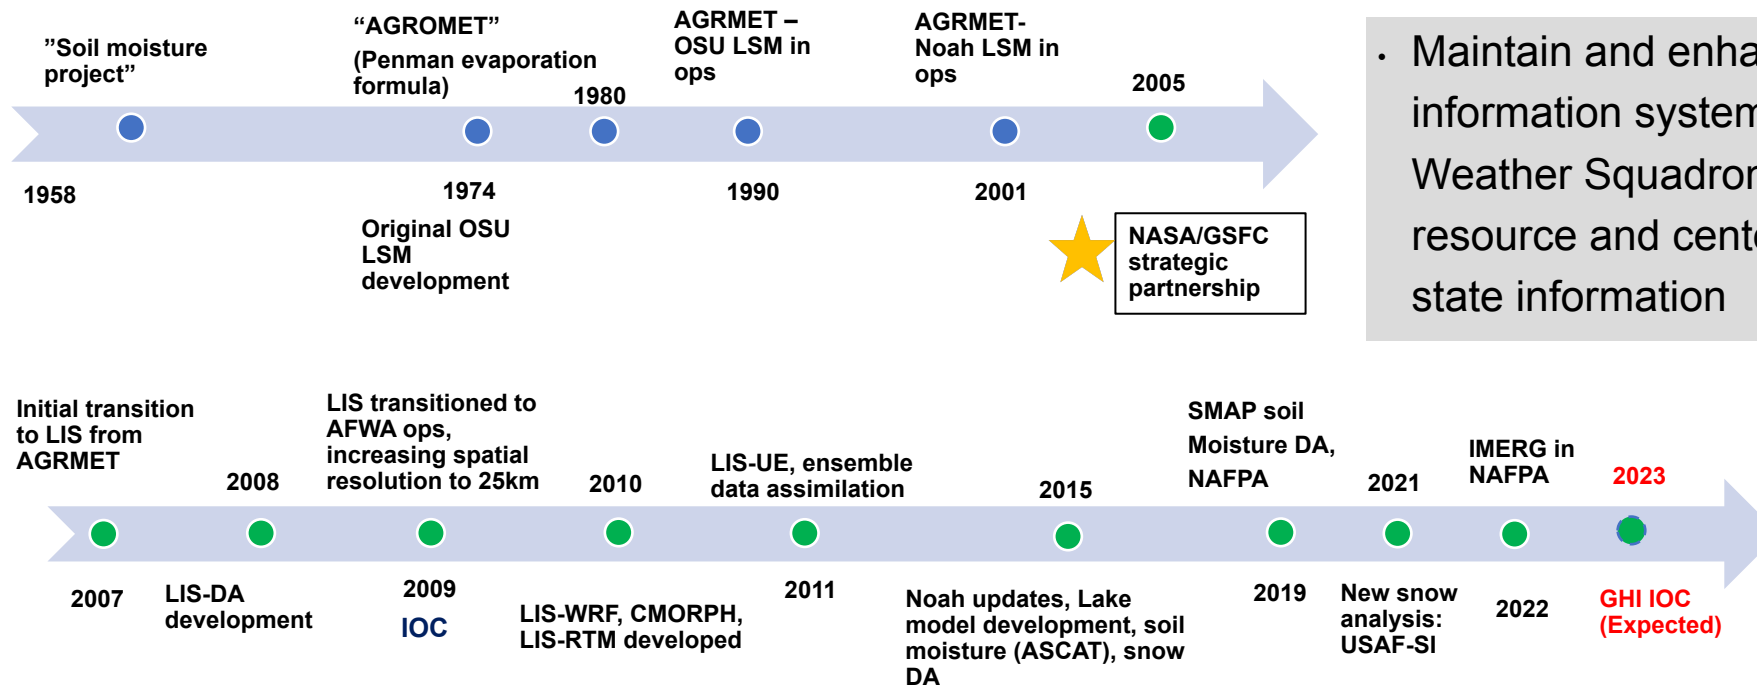 ”Soil moisture
project”
1958
“AGROMET”
(Penman evaporation
formula)
1974
Original OSU
LSM
development
1980
AGRMET –
OSU LSM in
ops
1990
AGRMET-
Noah LSM in
ops
2001
2005
NASA/GSFC
strategic
partnership
• Maintain and enha
information system
Weather Squadron
resource and cent
state information
Initial transition
to LIS from
AGRMET
2007
2008
LIS-DA
development
LIS transitioned to
AFWA ops,
increasing spatial
resolution to 25km
2009
IOC
2010
LIS-WRF, CMORPH,
LIS-RTM developed
LIS-UE, ensemble
data assimilation
2011
2015
Noah updates, Lake
model development, soil
moisture (ASCAT), snow
DA
SMAP soil
Moisture DA,
NAFPA
2019
2021
New snow
analysis:
USAF-SI
IMERG in
NAFPA
2022
2023
GHI IOC
(Expected)